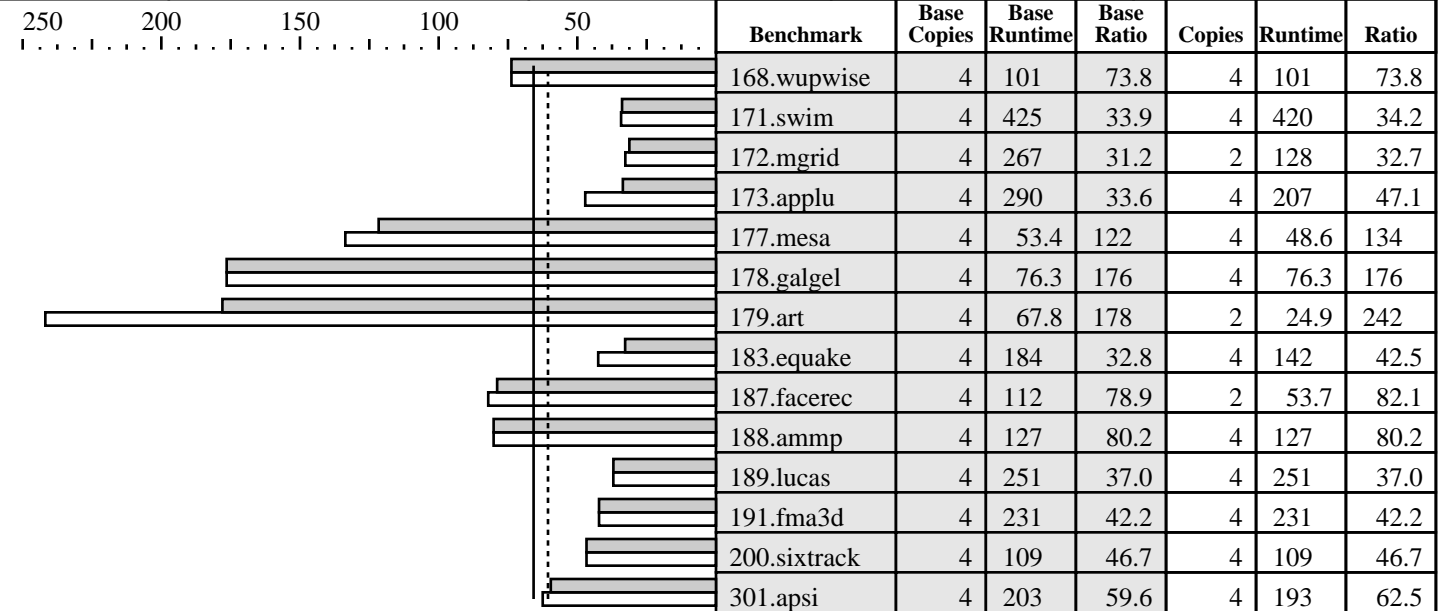 250 200 150 100 50
Benchmark Base Copies Base Runtime Base Ratio Copies Runtime Ratio
168.wupwise 4 101 73.8 4 101 73.8
171.swim 4 425 33.9 4 420 34.2
172.mgrid 4 267 31.2 2 128 32.7
173.applu 4 290 33.6 4 207 47.1
177.mesa 4 53.4 122 4 48.6 134
178.galgel 4 76.3 176 4 76.3 176
179.art 4 67.8 178 2 24.9 242
183.equake 4 184 32.8 4 142 42.5
187.facerec 4 112 78.9 2 53.7 82.1
188.ammp 4 127 80.2 4 127 80.2
189.lucas 4 251 37.0 4 251 37.0
191.fma3d 4 231 42.2 4 231 42.2
200.sixtrack 4 109 46.7 4 109 46.7
301.apsi 4 203 59.6 4 193 62.5